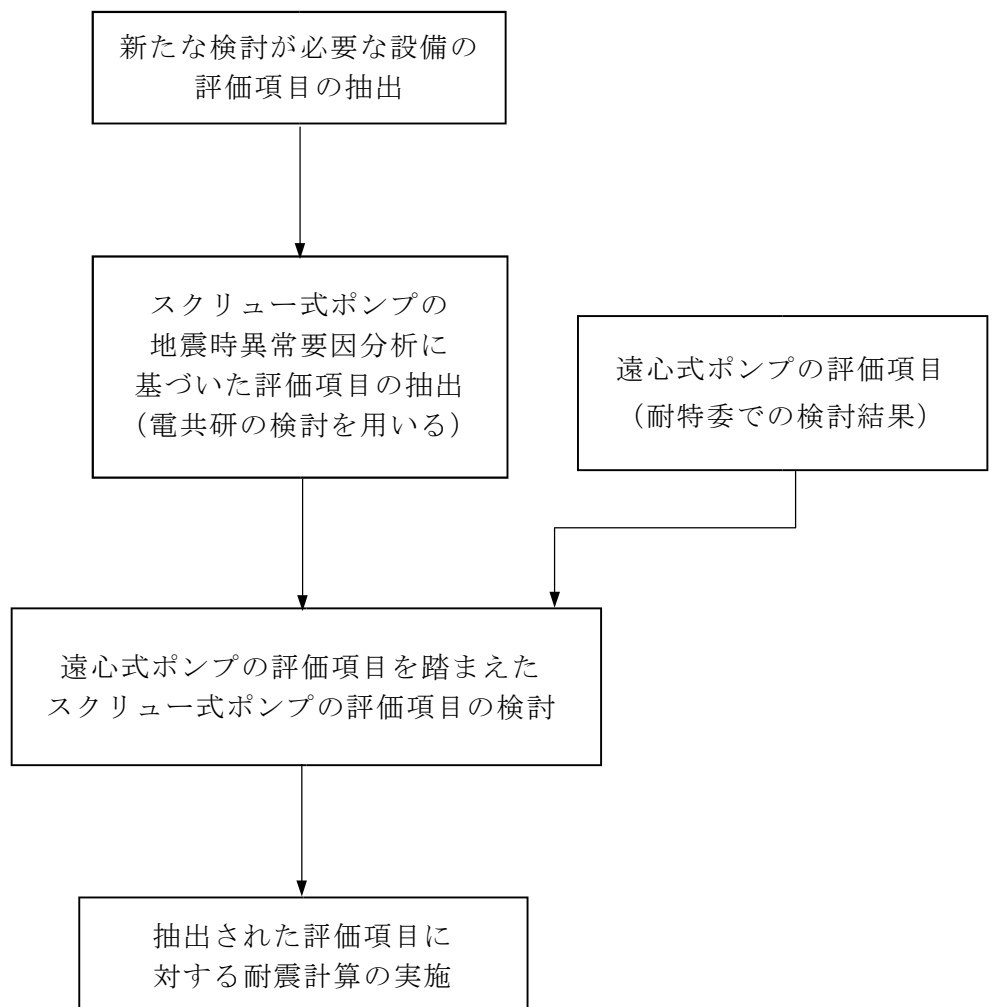 新たな検討が必要な設備の
評価項目の抽出
スクリュー式ポンプの
地震時異常要因分析に
基づいた評価項目の抽出
（電共研の検討を用いる）
遠心式ポンプの評価項目
（耐特委での検討結果）
遠心式ポンプの評価項目を踏まえた
スクリュー式ポンプの評価項目の検討
抽出された評価項目に
対する耐震計算の実施